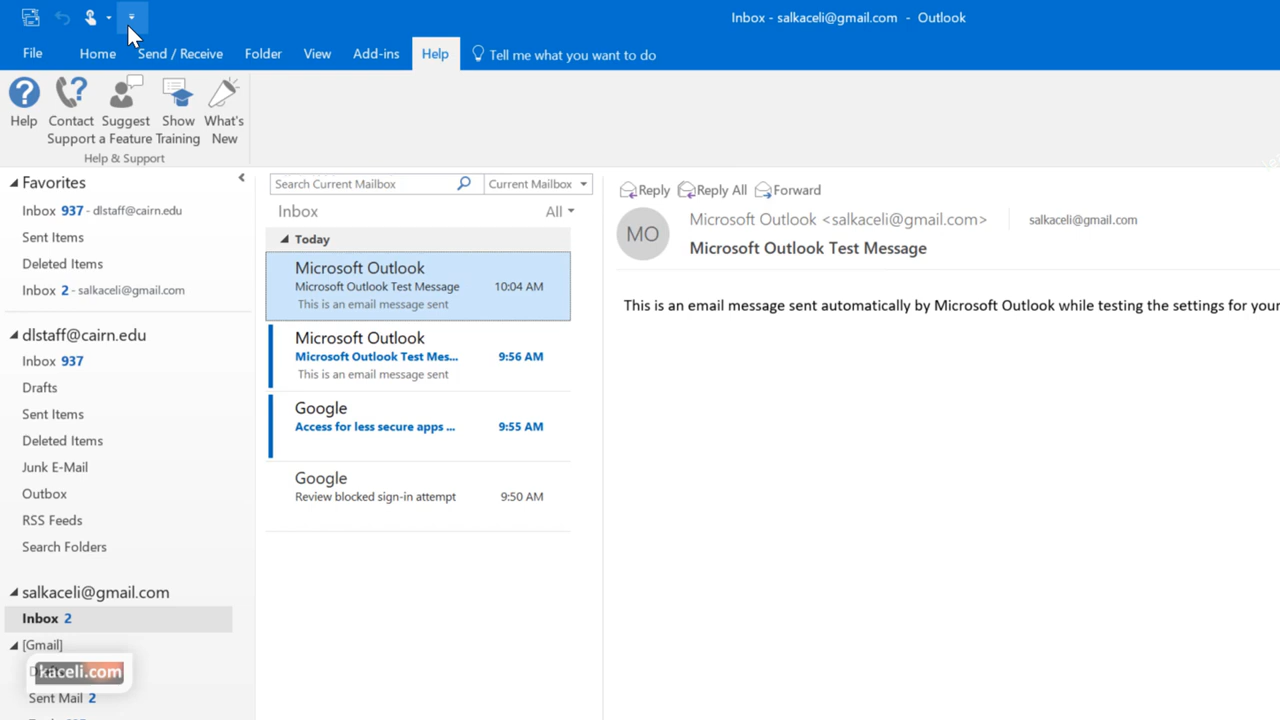 Inbox - salkaceli@gmail.com - Outlook
File Home Send / Receive Folder View Add-ins Help Tell me what you want to do
Help Contact Support Suggest a Feature Show Training What's New
Help & Support
Favorites
Inbox 937 - dlstaff@cairn.edu
Sent Items
Deleted Items
Inbox 2 - salkaceli@gmail.com
dlstaff@cairn.edu
Inbox 937
Drafts
Sent Items
Deleted Items
Junk E-Mail
Outbox
RSS Feeds
Search Folders
salkaceli@gmail.com
Inbox 2
[Gmail]
kaceli.com
Sent Mail 2
Search Current Mailbox Current Mailbox
Inbox All
Today
Microsoft Outlook
Microsoft Outlook Test Message 10:04 AM
This is an email message sent
Microsoft Outlook
Microsoft Outlook Test Mes... 9:56 AM
This is an email message sent
Google
Access for less secure apps ... 9:55 AM
Google
Review blocked sign-in attempt 9:50 AM
Reply Reply All Forward
MO
Microsoft Outlook <salkaceli@gmail.com> salkaceli@gmail.com
Microsoft Outlook Test Message
This is an email message sent automatically by Microsoft Outlook while testing the settings for your